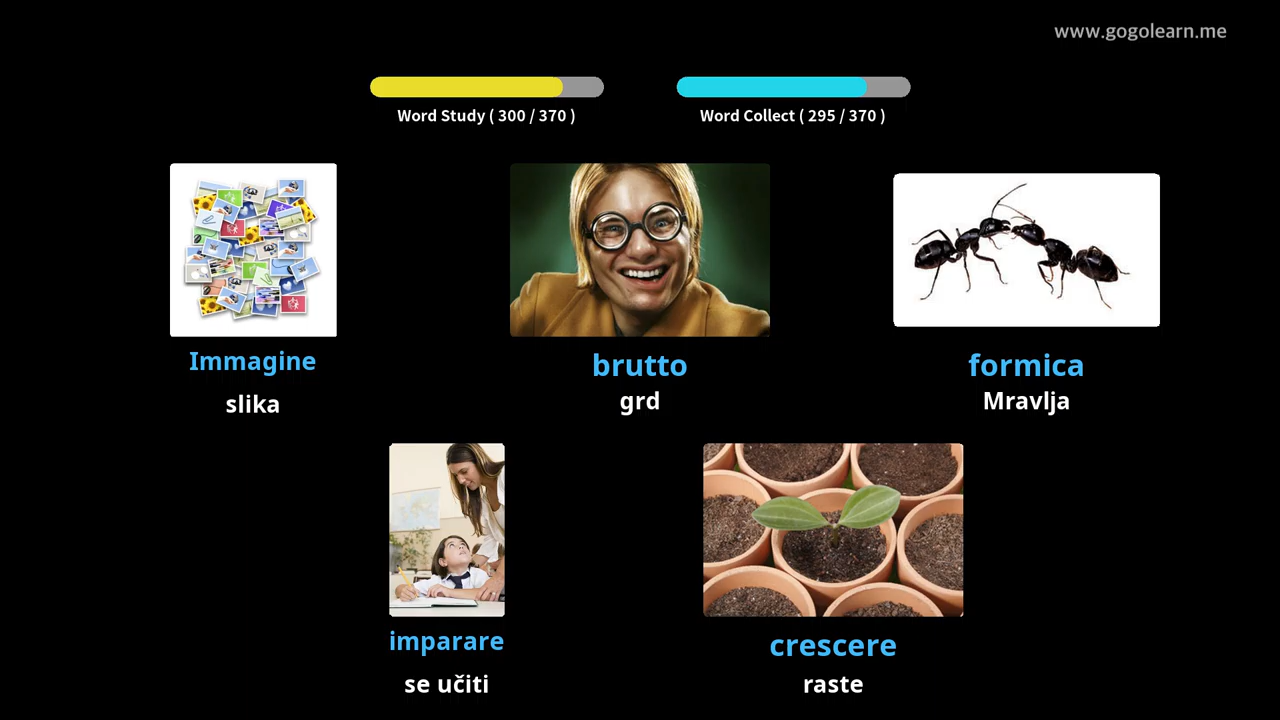 www.gogolearn.me
Word Study ( 300 / 370 )
Word Collect ( 295 / 370 )
Immagine
slika
brutto
grd
formica
Mravlja
imparare
se učiti
crescere
raste